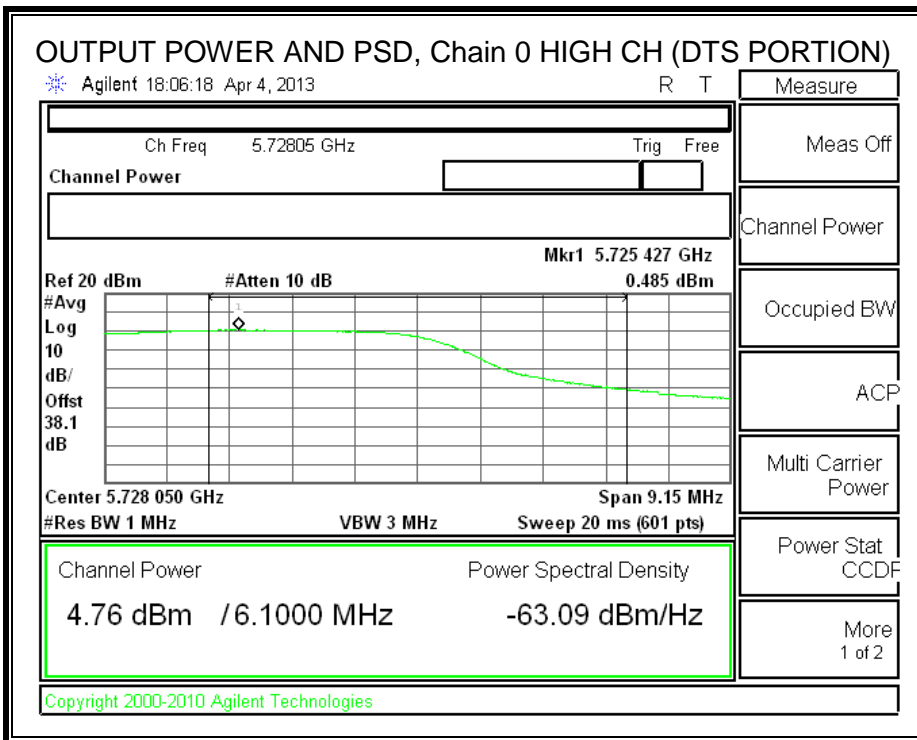 OUTPUT POWER AND PSD, Chain 0 HIGH CH (DTS PORTION)
Agilent 18:06:18 Apr 4, 2013 R T
Measure
Ch Freq 5.72805 GHz Trig Free
Channel Power
Mkr1 5.725 427 GHz
Ref 20 dBm #Atten 10 dB 0.485 dBm
#Avg
Log
10
dB/
Offst
38.1
dB
1
Center 5.728 050 GHz Span 9.15 MHz
#Res BW 1 MHz VBW 3 MHz Sweep 20 ms (601 pts)
Channel Power Power Spectral Density
4.76 dBm / 6.1000 MHz -63.09 dBm/Hz
Meas Off
Channel Power
Occupied BW
ACP
Multi Carrier
Power
Power Stat
CCDF
More
1 of 2
Copyright 2000-2010 Agilent Technologies